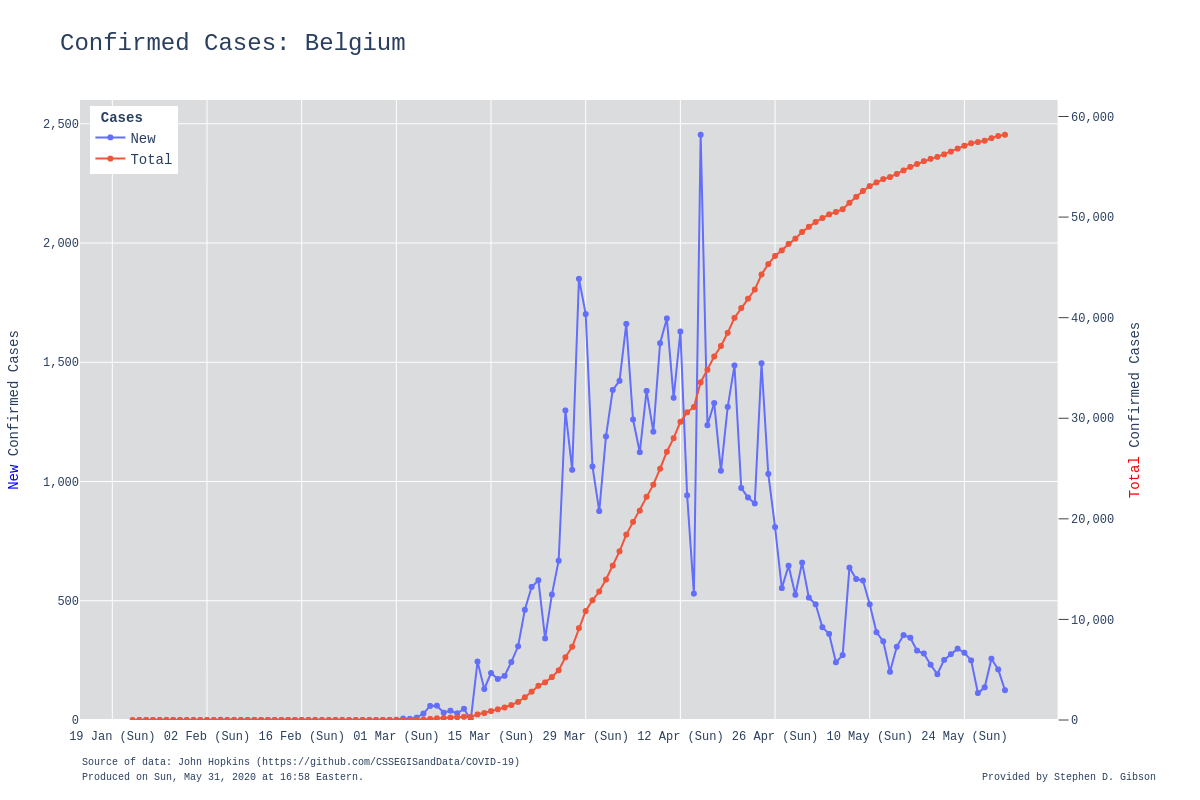 Confirmed Cases: Belgium
Cases
New
Total
2,500
2,000
1,500
1,000
500
0
60,000
50,000
40,000
30,000
20,000
10,000
0
New Confirmed Cases
Total Confirmed Cases
19 Jan (Sun) 02 Feb (Sun) 16 Feb (Sun) 01 Mar (Sun) 15 Mar (Sun) 29 Mar (Sun) 12 Apr (Sun) 26 Apr (Sun) 10 May (Sun) 24 May (Sun)
Source of data: John Hopkins (https://github.com/CSSEGISandData/COVID-19)
Produced on Sun, May 31, 2020 at 16:58 Eastern.
Provided by Stephen D. Gibson